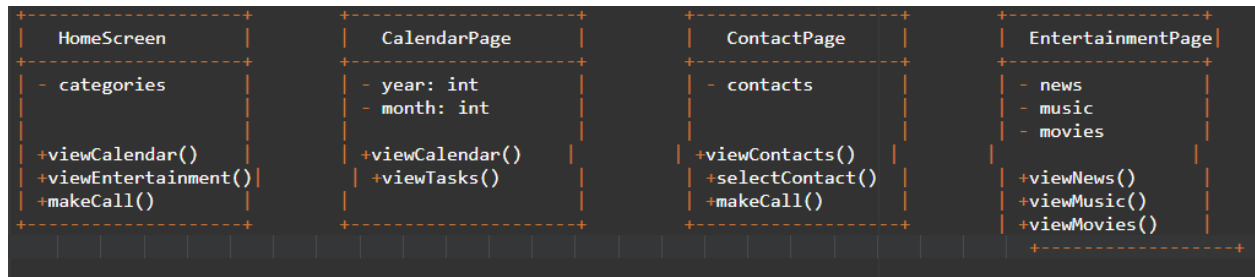 HomeScreen
- categories
+viewCalendar()
+viewEntertainment()
+makeCall()
CalendarPage
- year: int
- month: int
+viewCalendar()
+viewTasks()
ContactPage
- contacts
+viewContacts()
+selectContact()
+makeCall()
EntertainmentPage
- news
- music
- movies
+viewNews()
+viewMusic()
+viewMovies()